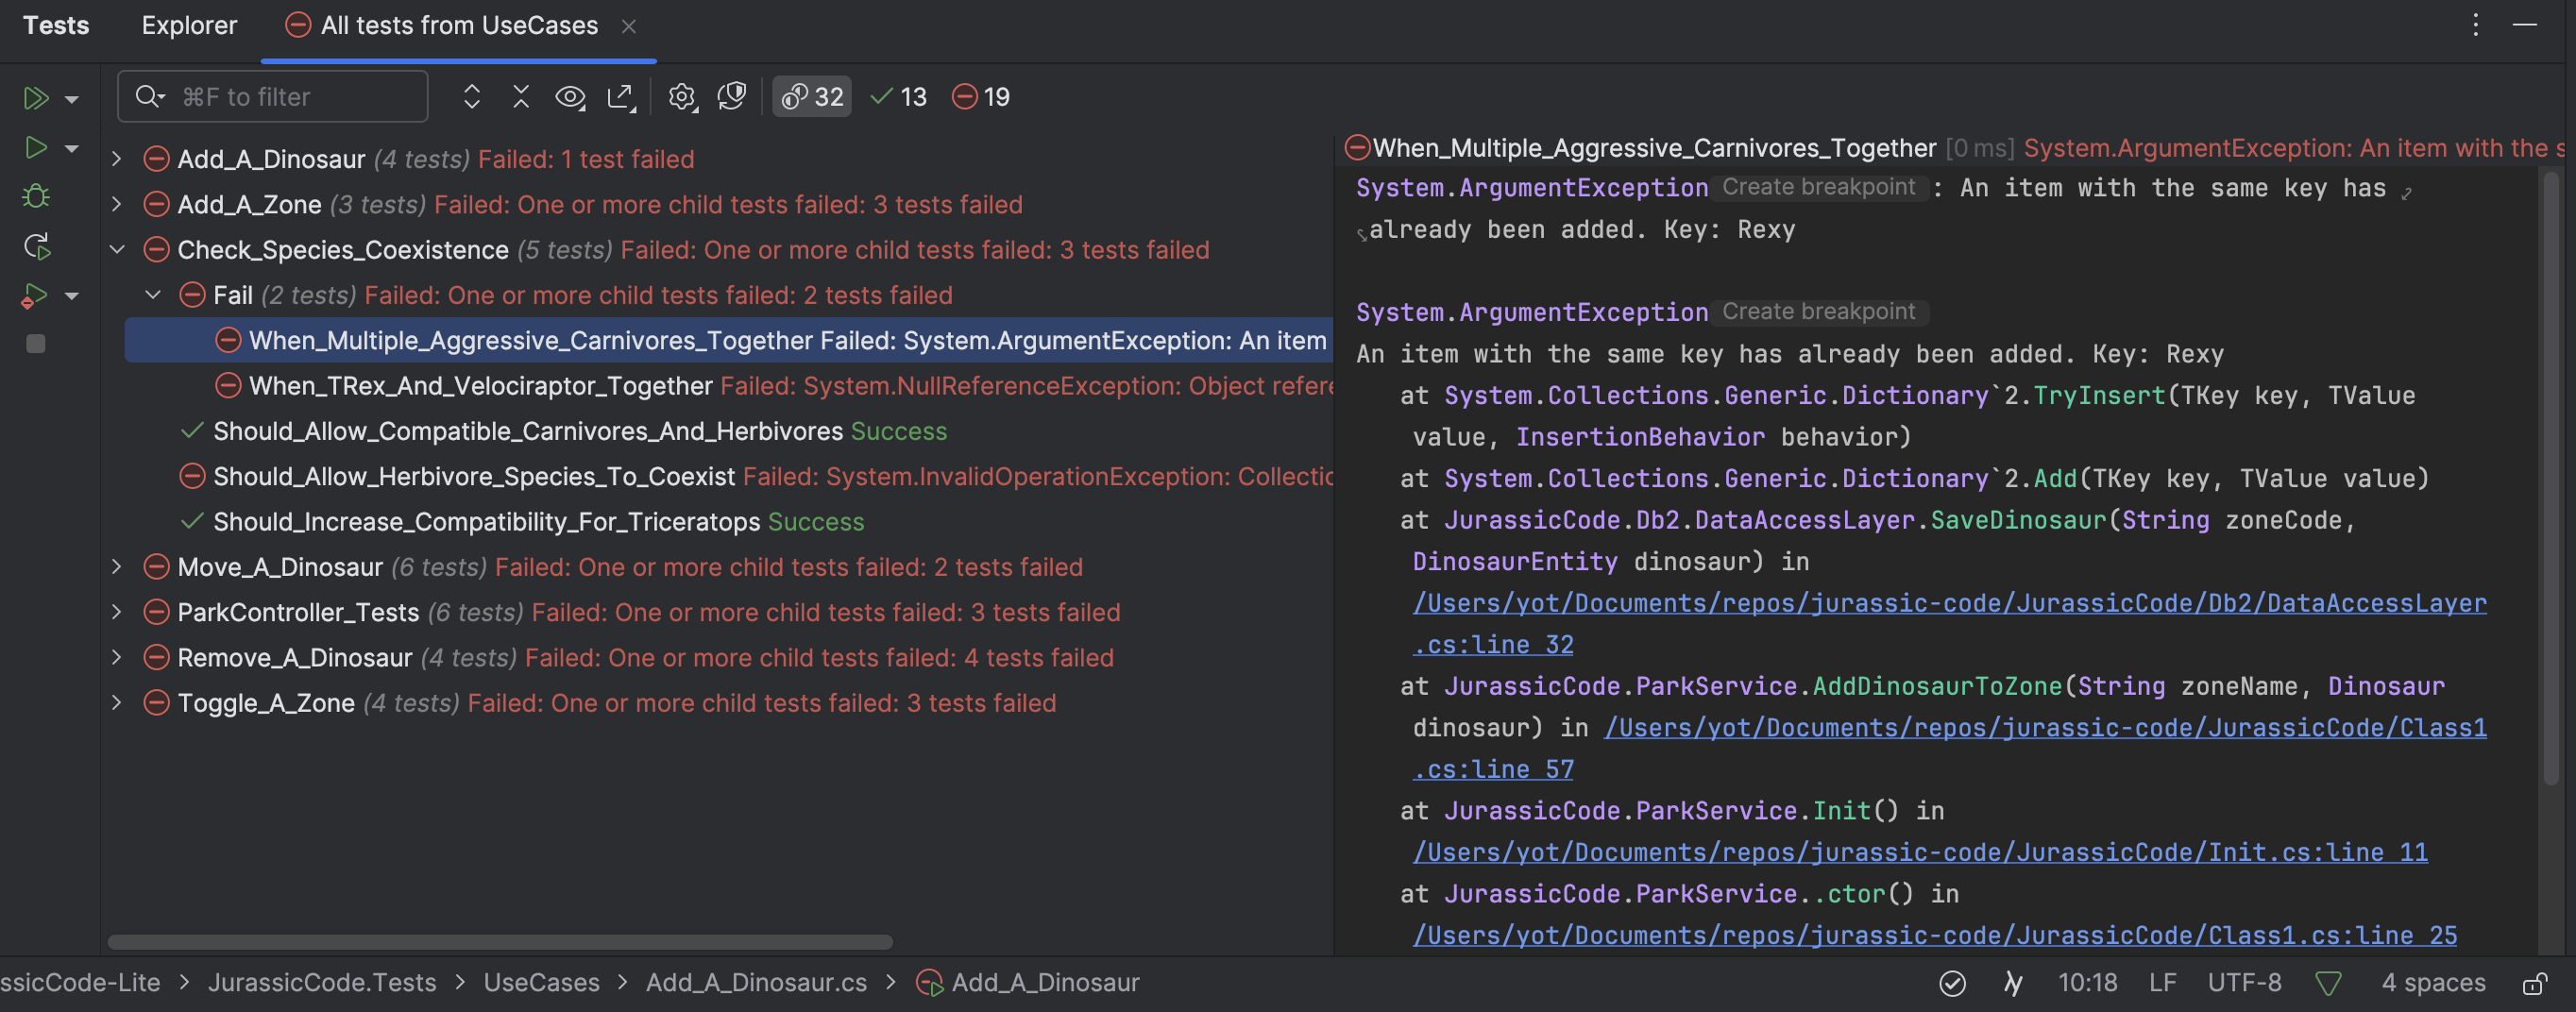 Tests Explorer All tests from UseCases
⌘F to filter 32 13 19
Add_A_Dinosaur (4 tests) Failed: 1 test failed
Add_A_Zone (3 tests) Failed: One or more child tests failed: 3 tests failed
Check_Species_Coexistence (5 tests) Failed: One or more child tests failed: 3 tests failed
Fail (2 tests) Failed: One or more child tests failed: 2 tests failed
When_Multiple_Aggressive_Carnivores_Together Failed: System.ArgumentException: An item
When_TRex_And_Velociraptor_Together Failed: System.NullReferenceException: Object refere
Should_Allow_Compatible_Carnivores_And_Herbivores Success
Should_Allow_Herbivore_Species_To_Coexist Failed: System.InvalidOperationException: Collectio
Should_Increase_Compatibility_For_Triceratops Success
Move_A_Dinosaur (6 tests) Failed: One or more child tests failed: 2 tests failed
ParkController_Tests (6 tests) Failed: One or more child tests failed: 3 tests failed
Remove_A_Dinosaur (4 tests) Failed: One or more child tests failed: 4 tests failed
Toggle_A_Zone (4 tests) Failed: One or more child tests failed: 3 tests failed
When_Multiple_Aggressive_Carnivores_Together [0 ms] System.ArgumentException: An item with the s
System.ArgumentException Create breakpoint : An item with the same key has
already been added. Key: Rexy
System.ArgumentException Create breakpoint
An item with the same key has already been added. Key: Rexy
at System.Collections.Generic.Dictionary`2.TryInsert(TKey key, TValue
value, InsertionBehavior behavior)
at System.Collections.Generic.Dictionary`2.Add(TKey key, TValue value)
at JurassicCode.Db2.DataAccessLayer.SaveDinosaur(String zoneCode,
DinosaurEntity dinosaur) in
/Users/yot/Documents/repos/jurassic-code/JurassicCode/Db2/DataAccessLayer
.cs:line 32
at JurassicCode.ParkService.AddDinosaurToZone(String zoneName, Dinosaur
dinosaur) in /Users/yot/Documents/repos/jurassic-code/JurassicCode/Class1
.cs:line 57
at JurassicCode.ParkService.Init() in
/Users/yot/Documents/repos/jurassic-code/JurassicCode/Init.cs:line 11
at JurassicCode.ParkService..ctor() in
/Users/yot/Documents/repos/jurassic-code/JurassicCode/Class1.cs:line 25
ssicCode-Lite > JurassicCode.Tests > UseCases > Add_A_Dinosaur.cs > Add_A_Dinosaur 10:18 LF UTF-8 4 spaces